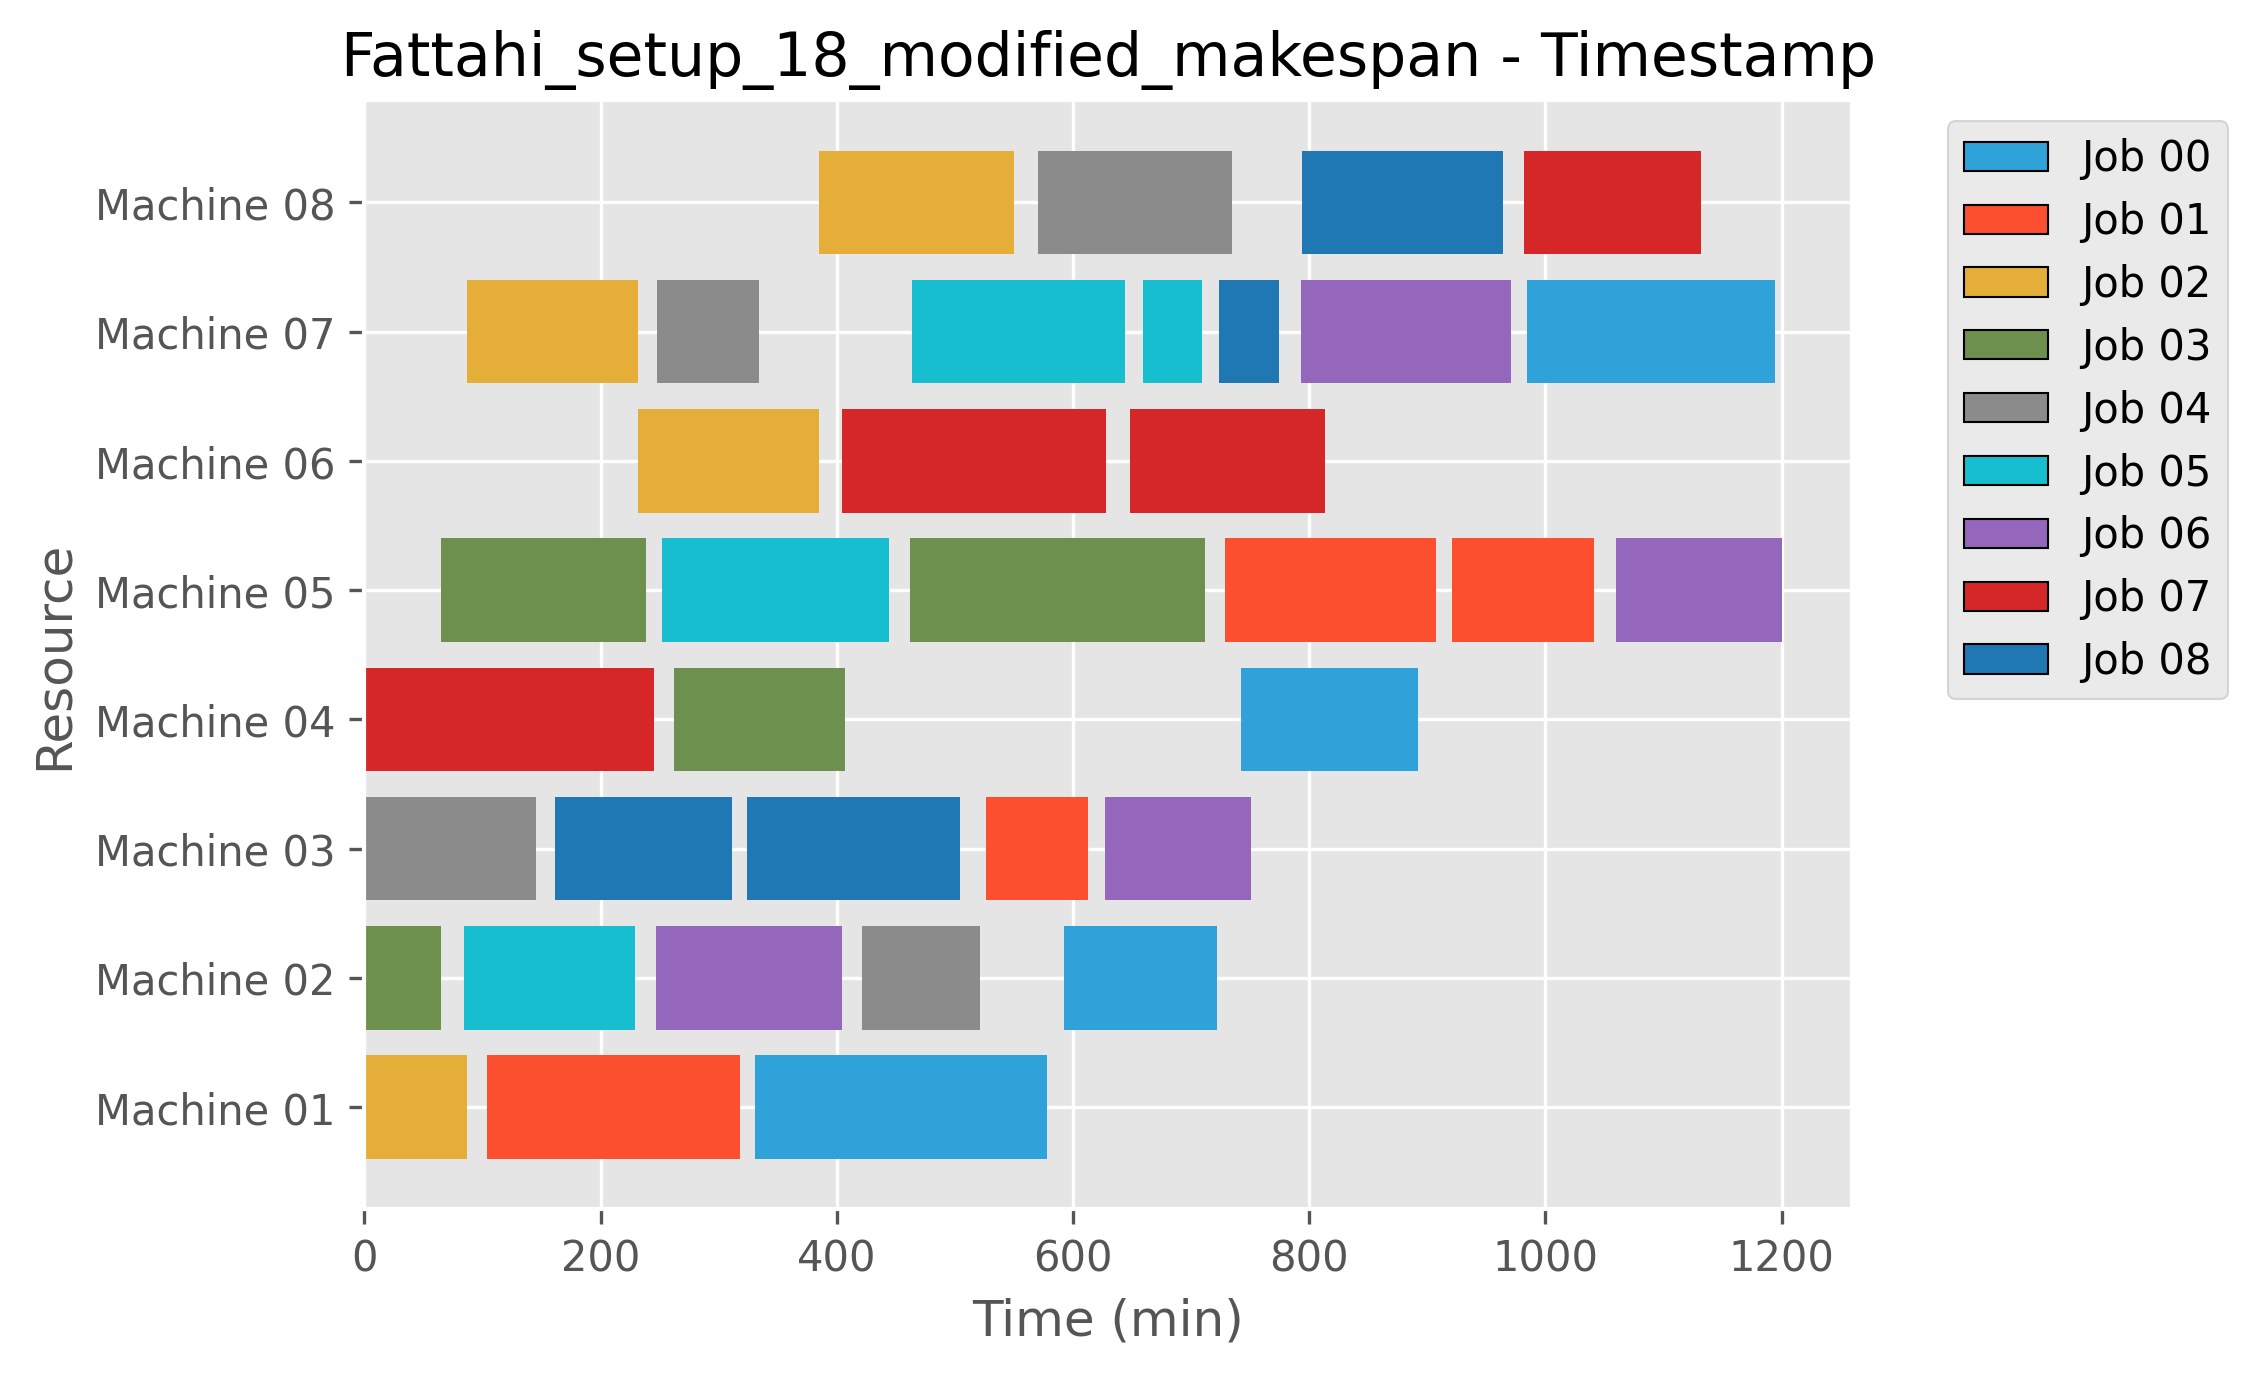 Fattahi_setup_18_modified_makespan - Timestamp
Machine 08
Machine 07
Machine 06
Machine 05
Machine 04
Machine 03
Machine 02
Machine 01
Resource
0 200 400 600 800 1000 1200
Time (min)
Job 00
Job 01
Job 02
Job 03
Job 04
Job 05
Job 06
Job 07
Job 08